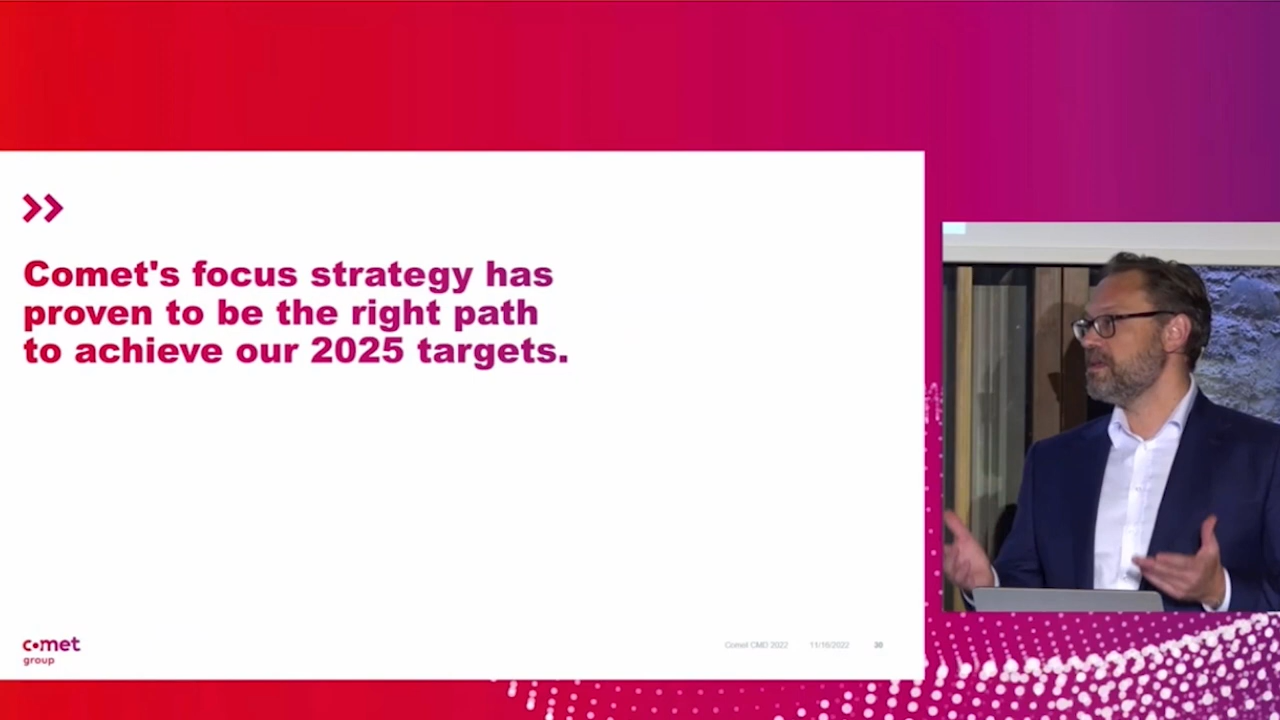 Comet's focus strategy has
proven to be the right path
to achieve our 2025 targets.
comet
group
Comet CMD 2022 11/16/2022 30